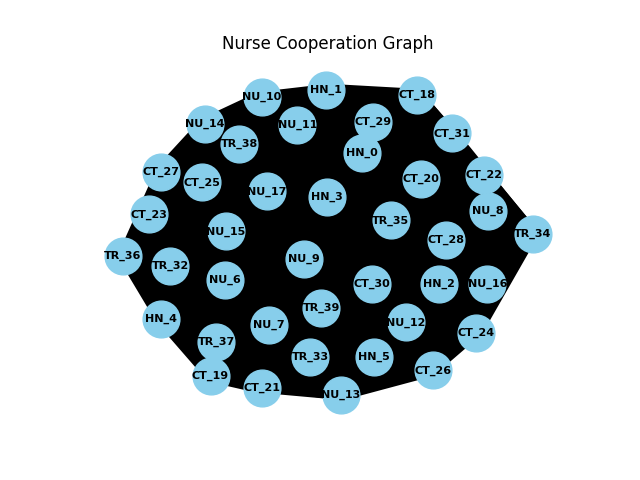 Nurse Cooperation Graph
HN_1
CT_18
NU_10
NU_14
NU_11
CT_29
CT_31
TR_38
HN_0
CT_27
CT_25
NU_17
HN_3
CT_20
CT_22
CT_23
NU_15
TR_35
NU_8
CT_28
TR_34
TR_36
TR_32
NU_9
NU_6
CT_30
HN_2
NU_16
HN_4
NU_7
TR_39
NU_12
CT_24
TR_37
TR_33
HN_5
CT_19
CT_21
NU_13
CT_26